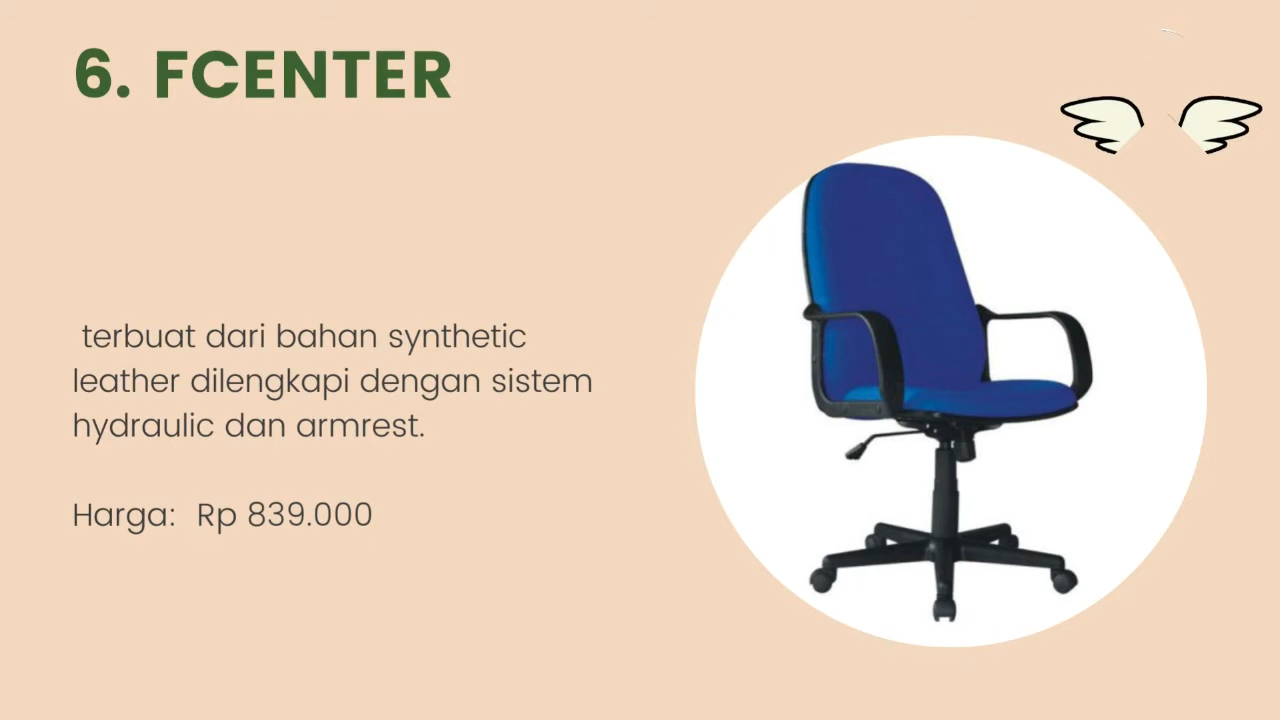 6. FCENTER
terbuat dari bahan synthetic
leather dilengkapi dengan sistem
hydraulic dan armrest.
Harga: Rp 839.000